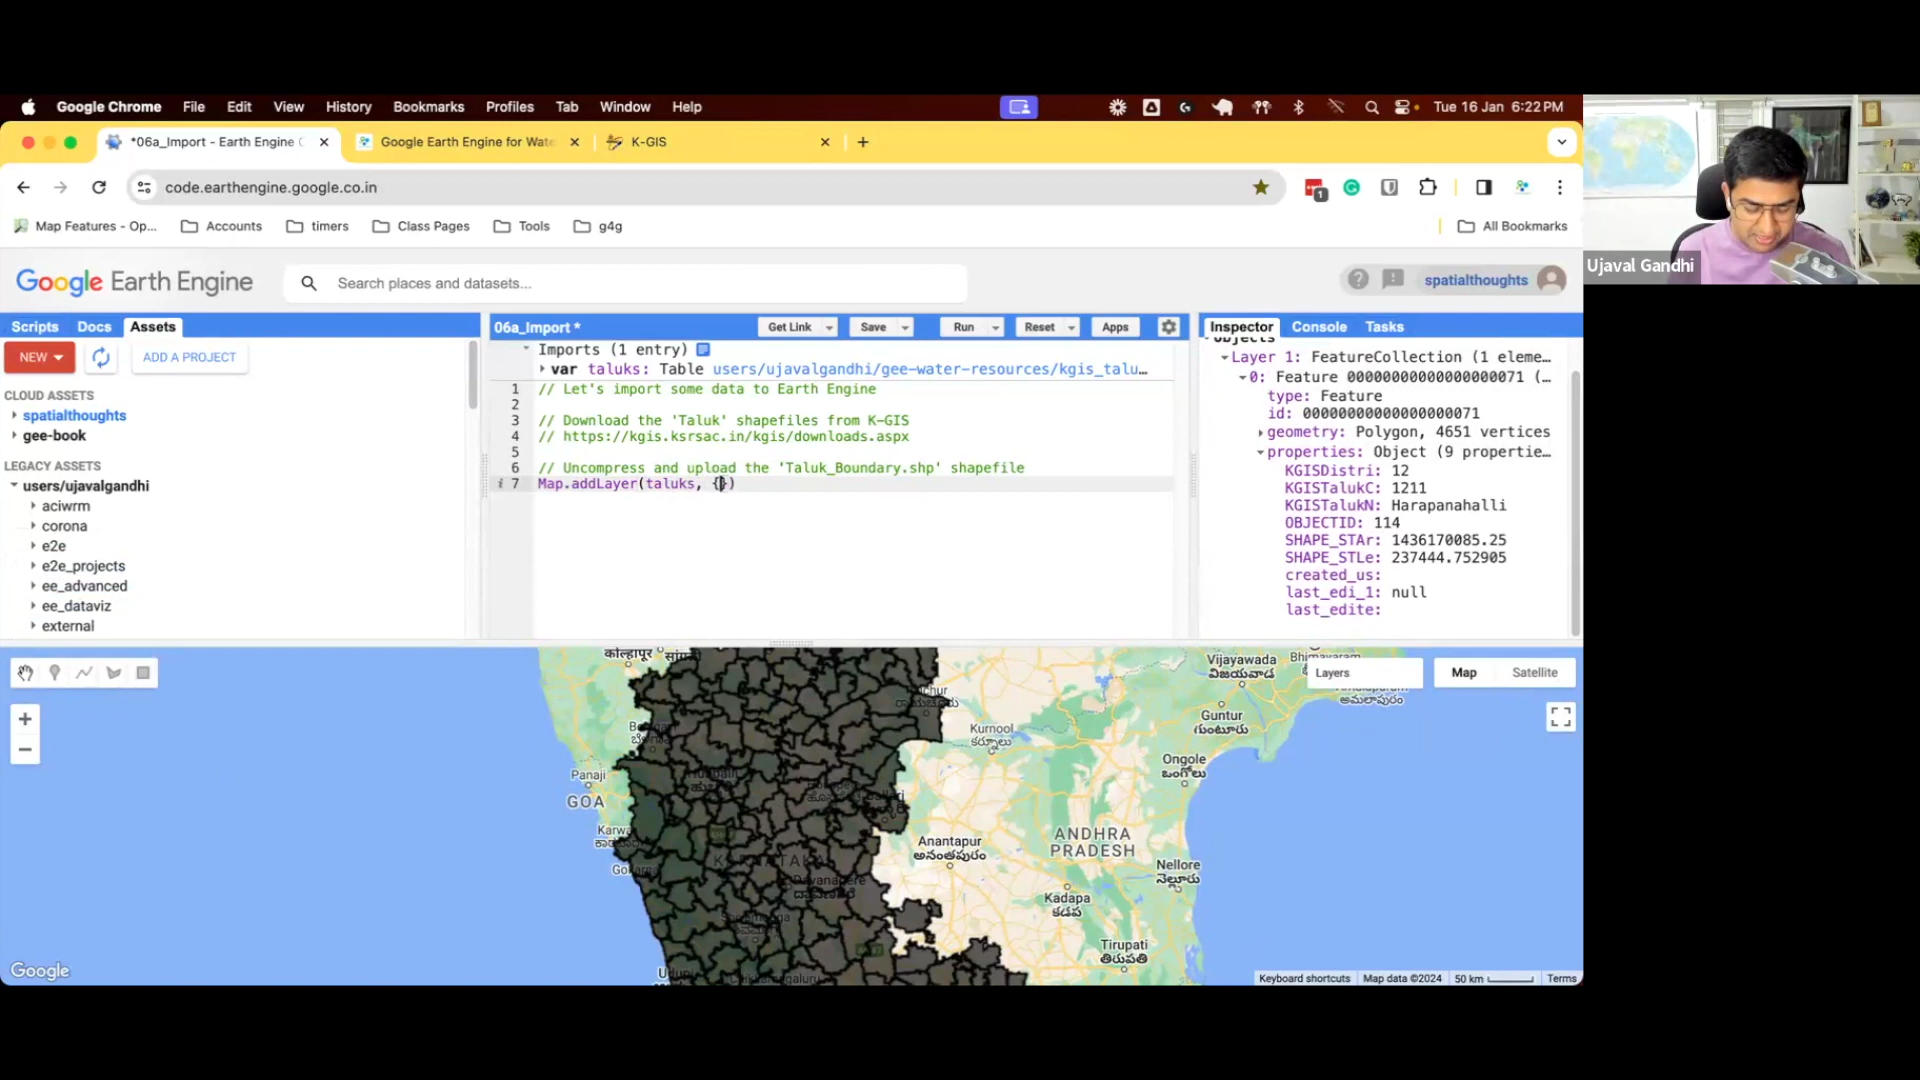 Google Chrome File Edit View History Bookmarks Profiles Tab Window Help Tue 16 Jan 6:22 PM
*06a_Import - Earth Engine C
Google Earth Engine for Wate
K-GIS
code.earthengine.google.co.in
1
Map Features - Op... Accounts timers Class Pages Tools g4g All Bookmarks
Ujaval Gandhi
Google Earth Engine
Search places and datasets...
spatialthoughts
Scripts Docs Assets
NEW ADD A PROJECT
CLOUD ASSETS
spatialthoughts
gee-book
LEGACY ASSETS
users/ujavalgandhi
aciwrm
corona
e2e
e2e_projects
ee_advanced
ee_dataviz
external
06a_Import * Get Link Save Run Reset Apps
Imports (1 entry)
var taluks: Table users/ujavalgandhi/gee-water-resources/kgis_talu…
1 // Let's import some data to Earth Engine
2
3 // Download the 'Taluk' shapefiles from K-GIS
4 // https://kgis.ksrsac.in/kgis/downloads.aspx
5
6 // Uncompress and upload the 'Taluk_Boundary.shp' shapefile
i 7 Map.addLayer(taluks, {})
Inspector Console Tasks
Objects
Layer 1: FeatureCollection (1 eleme…
0: Feature 00000000000000000071 (…
type: Feature
id: 00000000000000000071
geometry: Polygon, 4651 vertices
properties: Object (9 propertie…
KGISDistri: 12
KGISTalukC: 1211
KGISTalukN: Harapanahalli
OBJECTID: 114
SHAPE_STAr: 1436170085.25
SHAPE_STLe: 237444.752905
created_us:
last_edi_1: null
last_edite:
Layers
Map Satellite
कोल्हापूर
Vijayawada
విజయవాడ
Kurnool
కర్నూలు
Guntur
గుంటూరు
Ongole
ఒంగోలు
Panaji
GOA
Karwa
Anantapur
అనంతపురం
ANDHRA
PRADESH
Nellore
నెల్లూరు
Kadapa
కడప
Tirupati
తిరుపతి
Davanagere
Google
Keyboard shortcuts Map data ©2024 50 km Terms